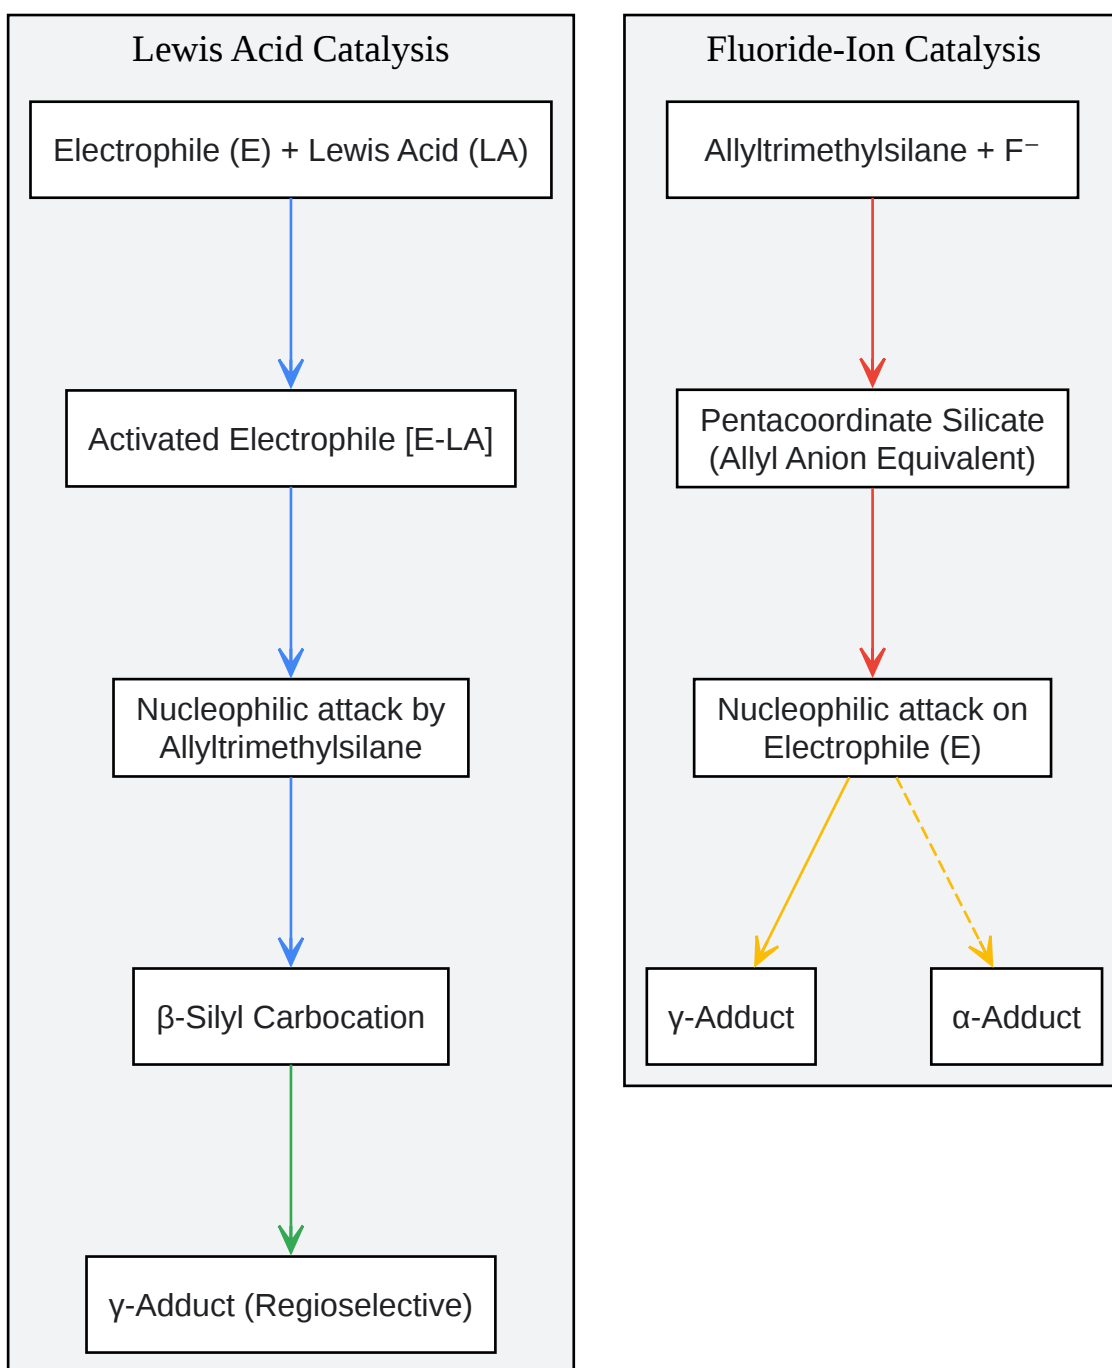 Lewis Acid Catalysis
Electrophile (E) + Lewis Acid (LA)
Activated Electrophile [E-LA]
Nucleophilic attack by
Allyltrimethylsilane
β-Silyl Carbocation
γ-Adduct (Regioselective)
Fluoride-Ion Catalysis
Allyltrimethylsilane + F⁻
Pentacoordinate Silicate
(Allyl Anion Equivalent)
Nucleophilic attack on
Electrophile (E)
γ-Adduct
α-Adduct